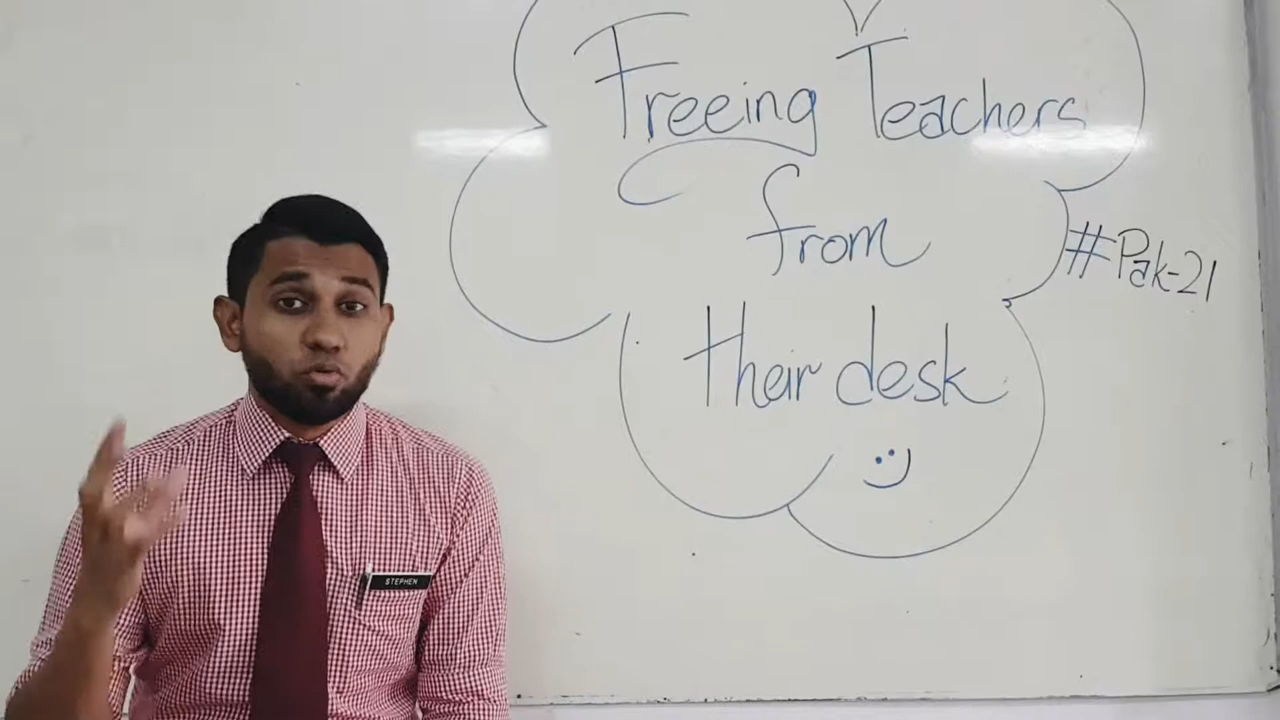 Freeing Teachers
from
#Pak-21
their desk
STEPHEN